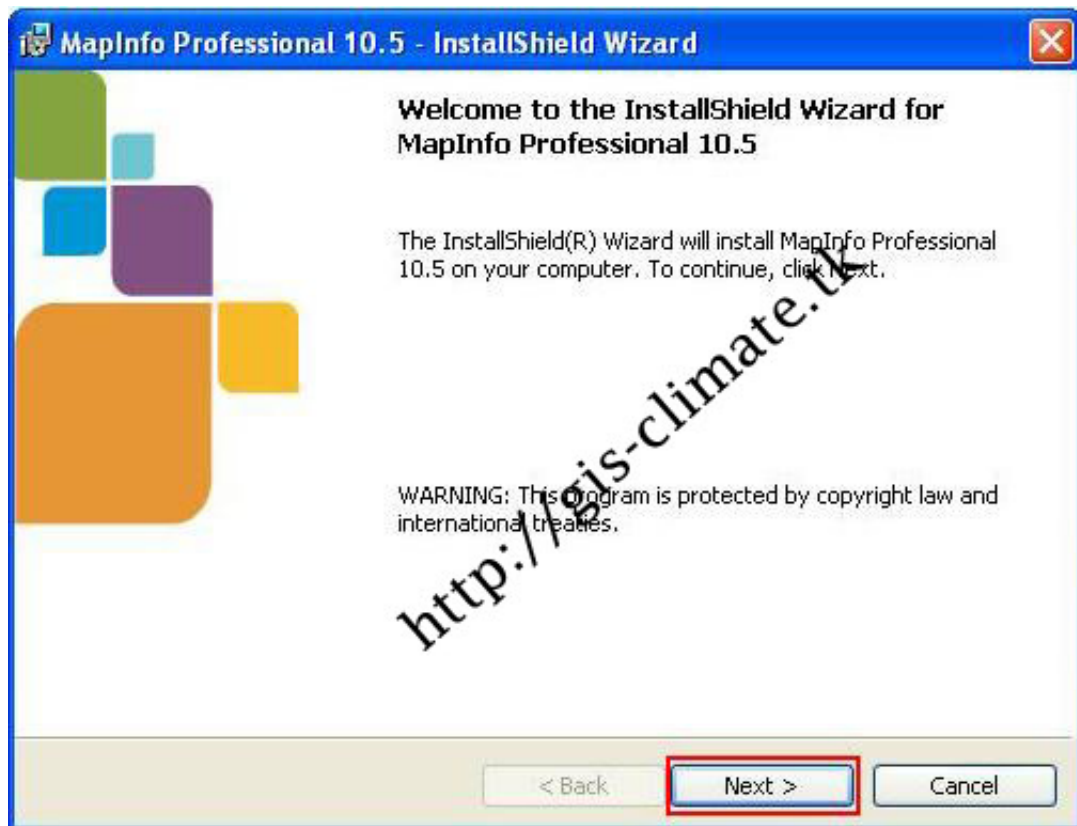 MapInfo Professional 10.5 - InstallShield Wizard
Welcome to the InstallShield Wizard for
MapInfo Professional 10.5
The InstallShield(R) Wizard will install MapInfo Professional
10.5 on your computer. To continue, click Next.
http://gis-climate.tk
WARNING: This program is protected by copyright law and
international treaties.
< Back
Next >
Cancel